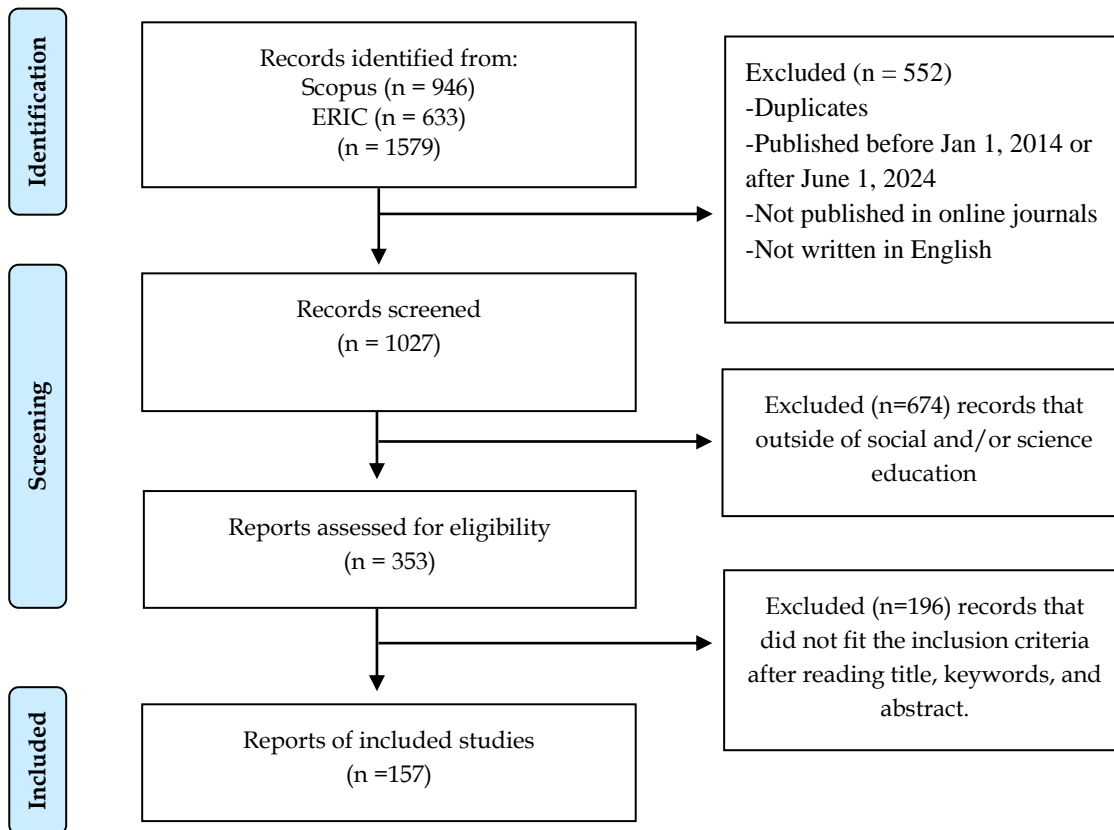 Identification
Records identified from:
Scopus (n = 946)
ERIC (n = 633)
(n = 1579)
Excluded (n = 552)
-Duplicates
-Published before Jan 1, 2014 or
after June 1, 2024
-Not published in online journals
-Not written in English
Screening
Records screened
(n = 1027)
Excluded (n=674) records that
outside of social and/or science
education
Reports assessed for eligibility
(n = 353)
Excluded (n=196) records that
did not fit the inclusion criteria
after reading title, keywords, and
abstract.
Included
Reports of included studies
(n =157)